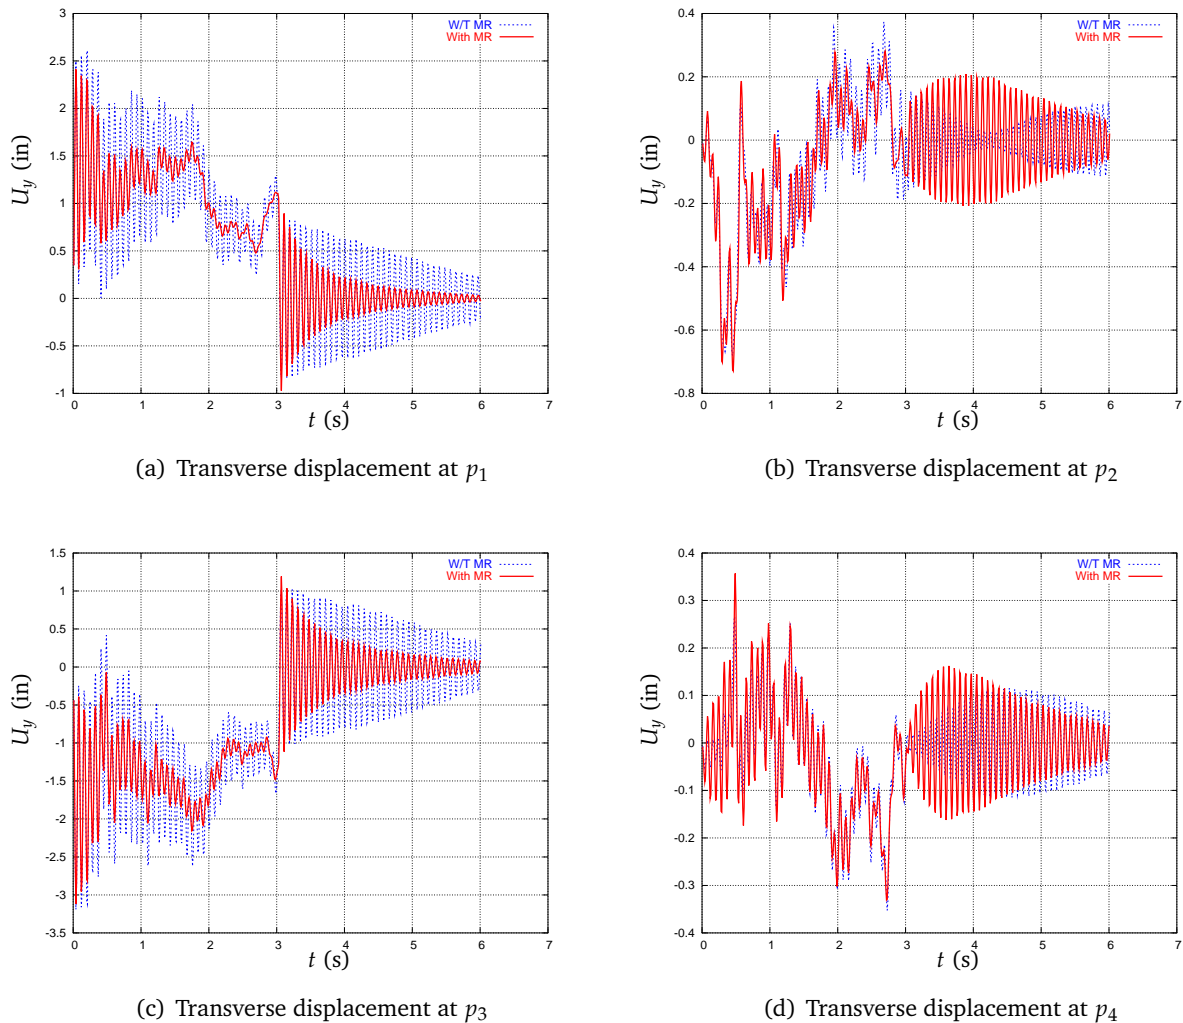 W/T MR
With MR
3
2.5
2
1.5
1
0.5
0
-0.5
-1
0 1 2 3 4 5 6 7
U_y (in)
t (s)
(a) Transverse displacement at p_1
W/T MR
With MR
0.4
0.2
0
-0.2
-0.4
-0.6
-0.8
0 1 2 3 4 5 6 7
U_y (in)
t (s)
(b) Transverse displacement at p_2
W/T MR
With MR
1.5
1
0.5
0
-0.5
-1
-1.5
-2
-2.5
-3
-3.5
0 1 2 3 4 5 6 7
U_y (in)
t (s)
(c) Transverse displacement at p_3
W/T MR
With MR
0.4
0.3
0.2
0.1
0
-0.1
-0.2
-0.3
-0.4
0 1 2 3 4 5 6 7
U_y (in)
t (s)
(d) Transverse displacement at p_4